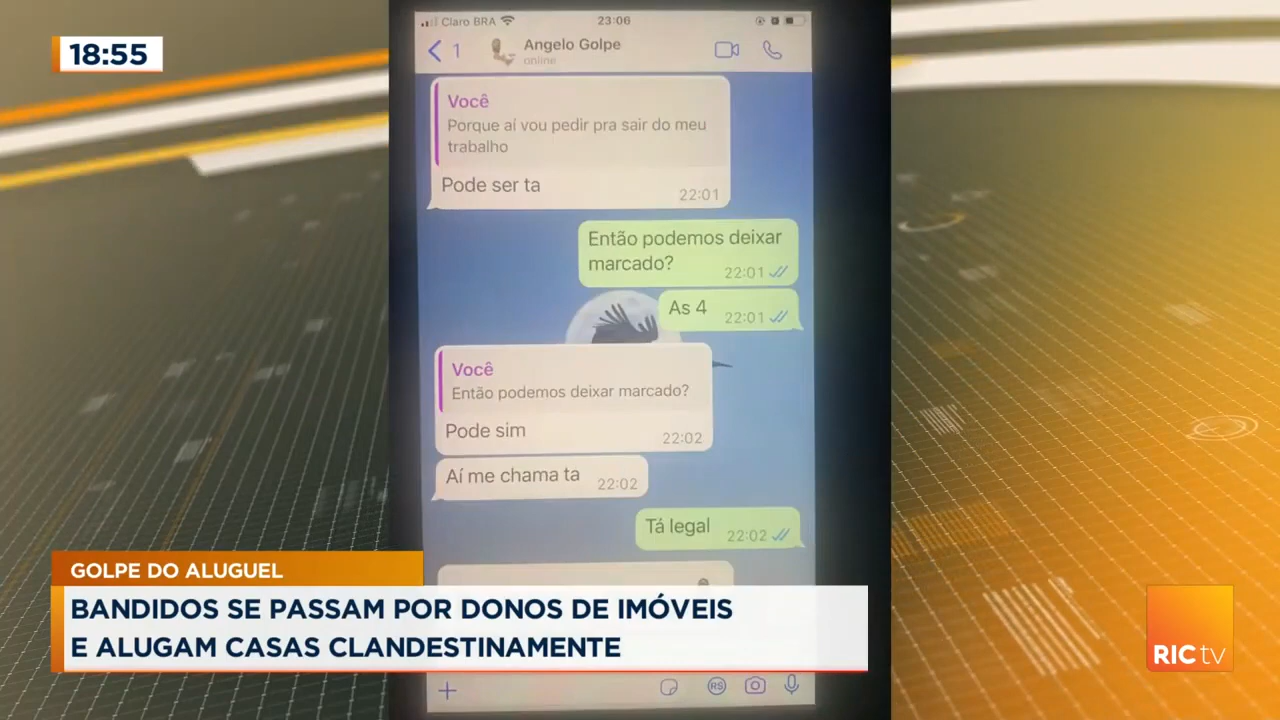 18:55
Claro BRA
23:06
1
Angelo Golpe
online
Você
Porque aí vou pedir pra sair do meu
trabalho
Pode ser ta
22:01
Então podemos deixar
marcado?
22:01
As 4
22:01
Você
Então podemos deixar marcado?
Pode sim
22:02
Aí me chama ta
22:02
Tá legal
22:02
GOLPE DO ALUGUEL
BANDIDOS SE PASSAM POR DONOS DE IMÓVEIS
E ALUGAM CASAS CLANDESTINAMENTE
R$
RIC tv